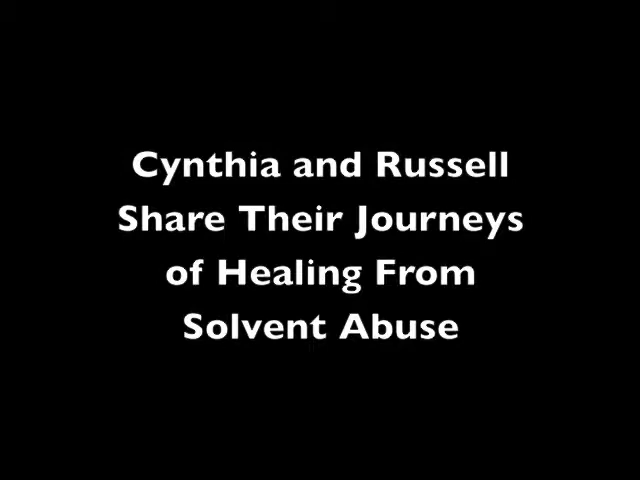 Cynthia and Russell
Share Their Journeys
of Healing From
Solvent Abuse